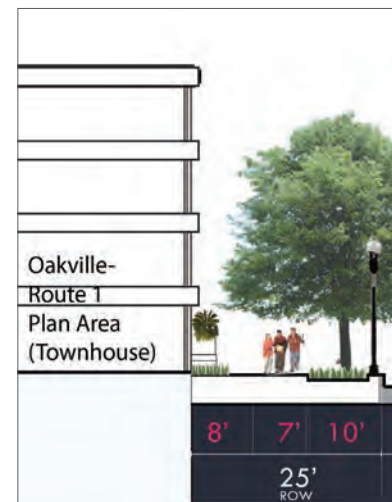 Oakville-
Route 1
Plan Area
(Townhouse)
8' 7' 10'
25'
ROW